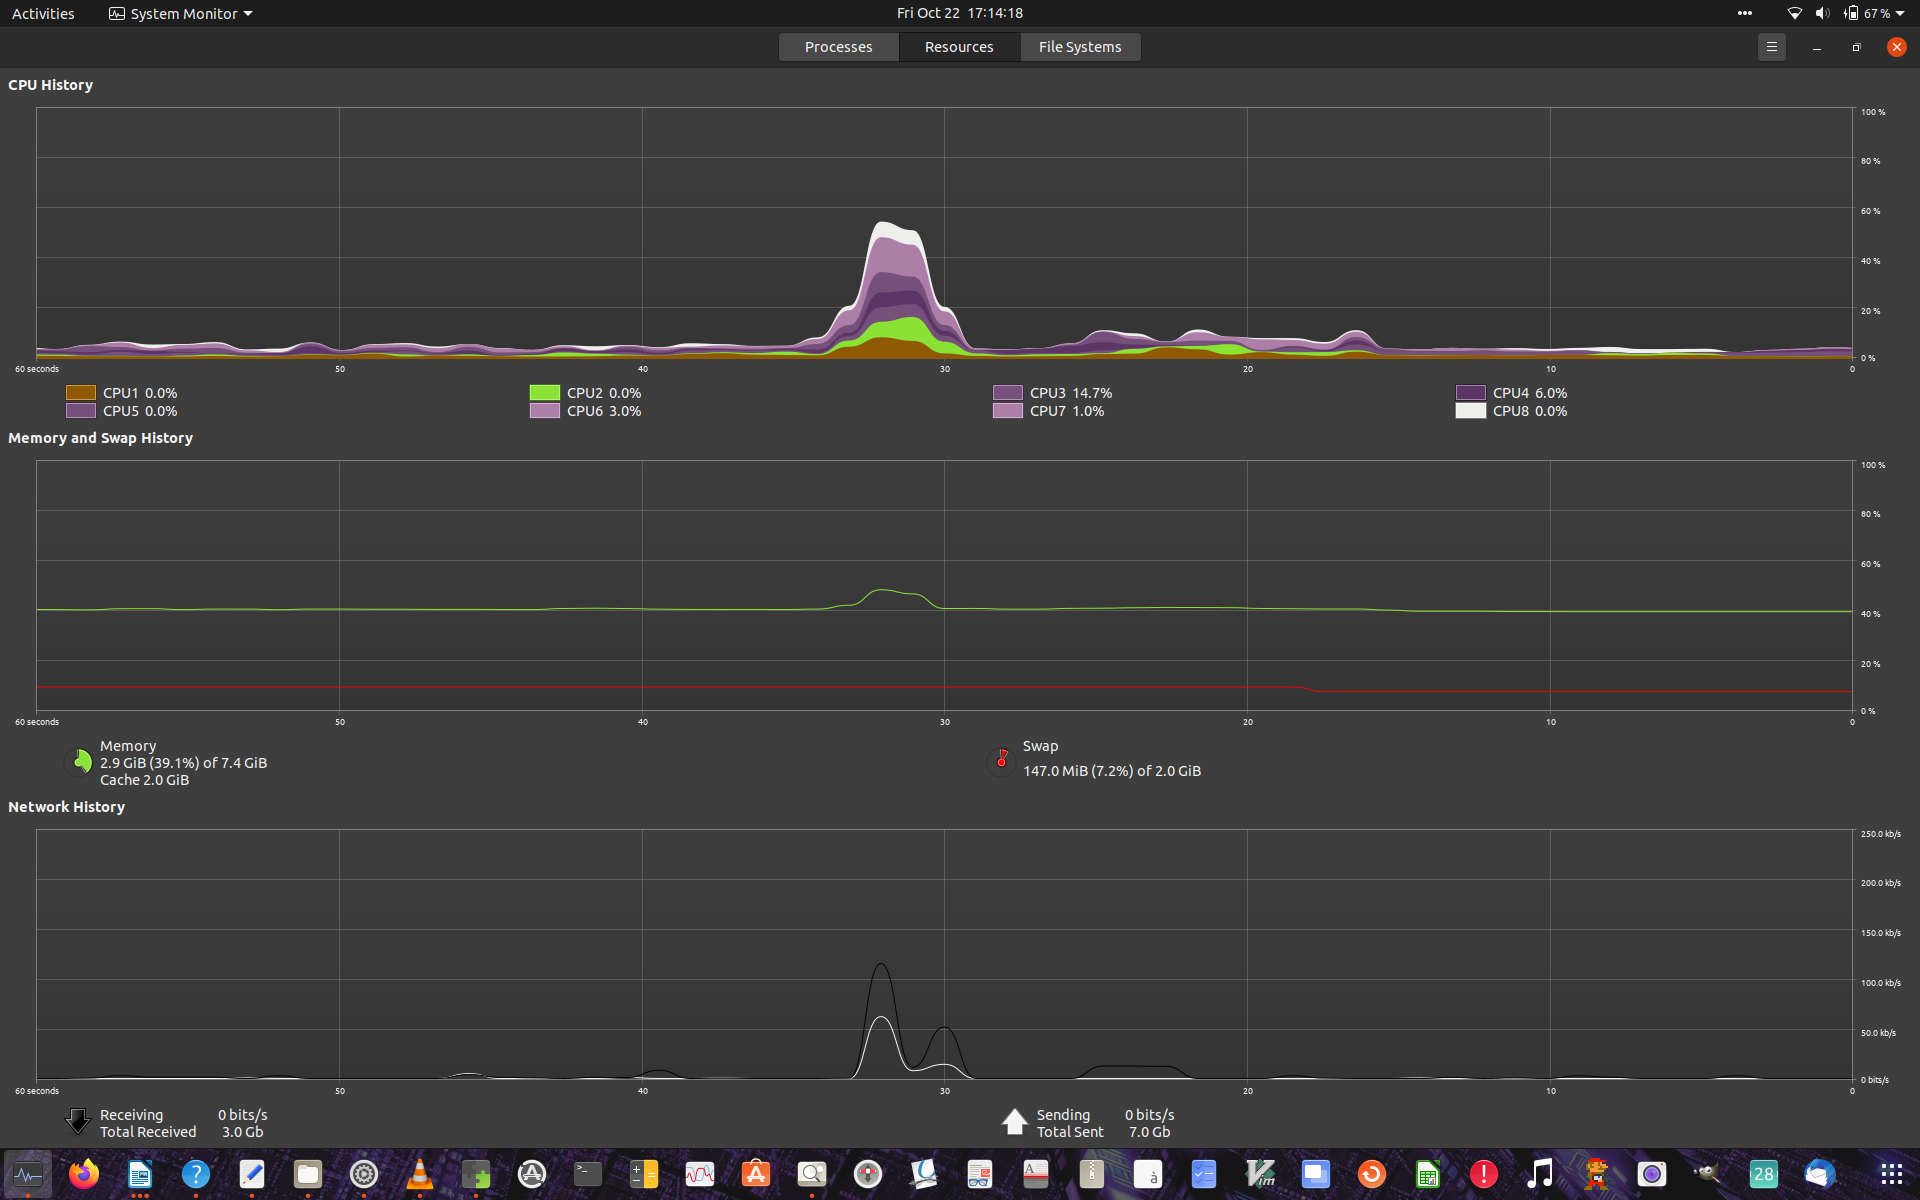 Activities System Monitor Fri Oct 22 17:14:18 67 %
Processes Resources File Systems
CPU History
100 %
80 %
60 %
40 %
20 %
0 %
60 seconds 50 40 30 20 10 0
CPU1 0.0% CPU2 0.0% CPU3 14.7% CPU4 6.0%
CPU5 0.0% CPU6 3.0% CPU7 1.0% CPU8 0.0%
Memory and Swap History
100 %
80 %
60 %
40 %
20 %
0 %
60 seconds 50 40 30 20 10 0
Memory
2.9 GiB (39.1%) of 7.4 GiB
Cache 2.0 GiB
Swap
147.0 MiB (7.2%) of 2.0 GiB
Network History
250.0 kb/s
200.0 kb/s
150.0 kb/s
100.0 kb/s
50.0 kb/s
0 bits/s
60 seconds 50 40 30 20 10 0
Receiving 0 bits/s
Total Received 3.0 Gb
Sending 0 bits/s
Total Sent 7.0 Gb
? >_ A à Vim ! 28